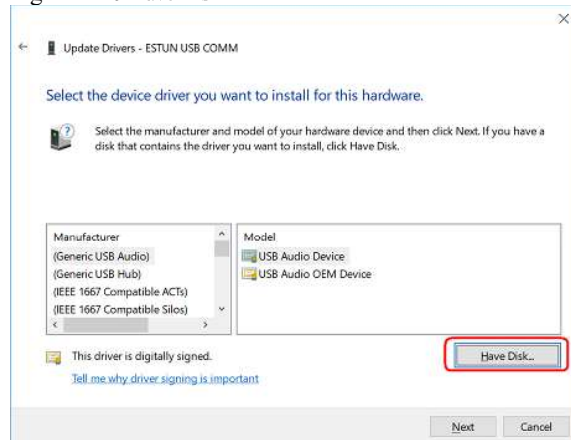 Update Drivers - ESTUN USB COMM
Select the device driver you want to install for this hardware.
Select the manufacturer and model of your hardware device and then click Next. If you have a
disk that contains the driver you want to install, click Have Disk.
Manufacturer
(Generic USB Audio)
(Generic USB Hub)
(IEEE 1667 Compatible ACTs)
(IEEE 1667 Compatible Silos)
Model
USB Audio Device
USB Audio OEM Device
This driver is digitally signed.
Have Disk...
Tell me why driver signing is important
Next
Cancel